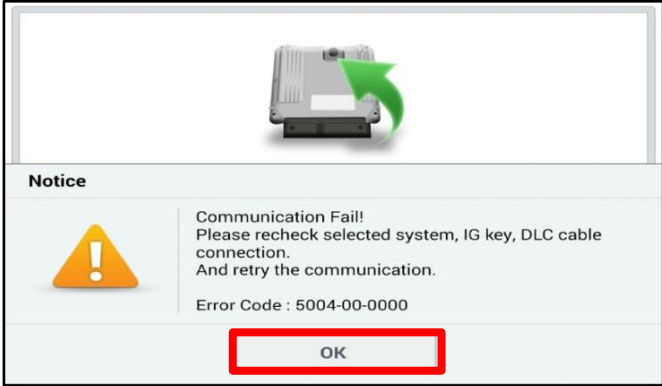 Notice
Communication Fail!
Please recheck selected system, IG key, DLC cable
connection.
And retry the communication.
Error Code : 5004-00-0000
OK